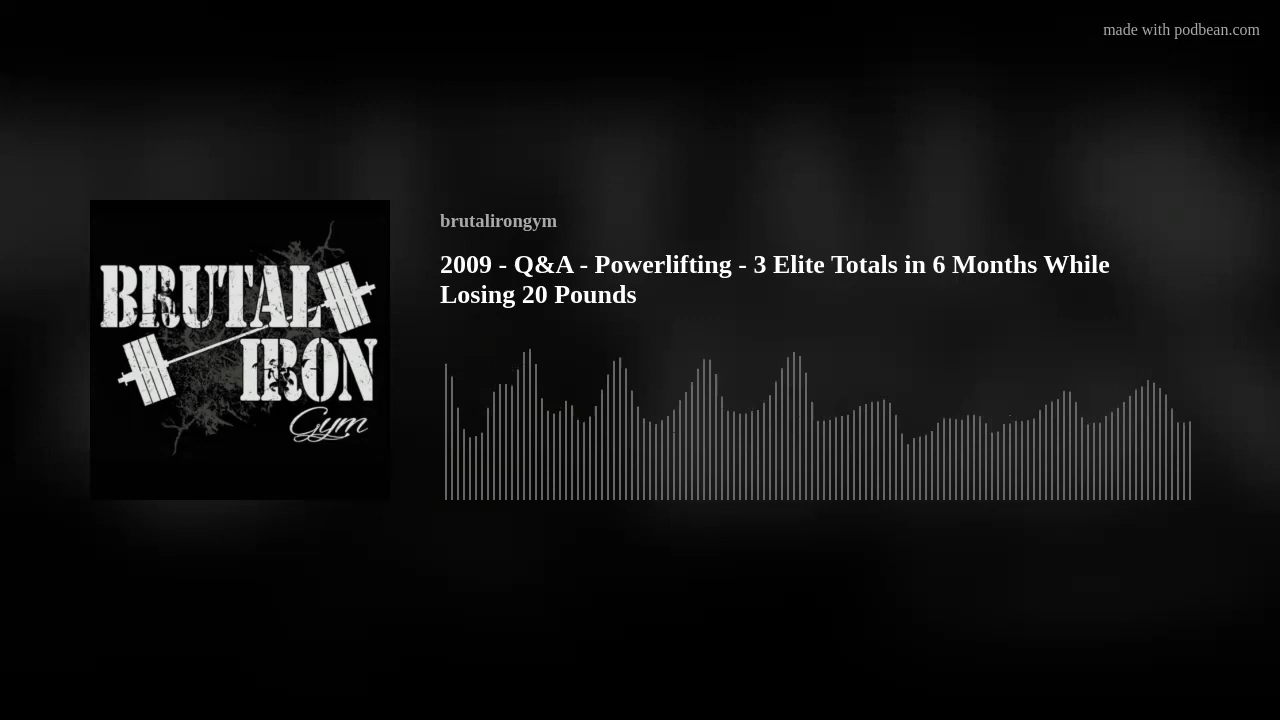 made with podbean.com
brutalirongym
2009 - Q&A - Powerlifting - 3 Elite Totals in 6 Months While
Losing 20 Pounds
BRUTAL
IRON
Gym